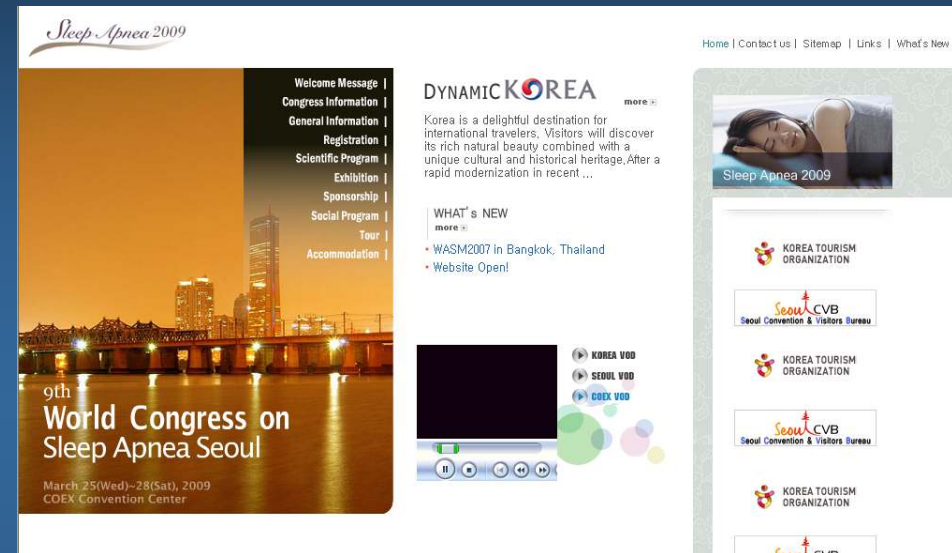 Sleep Apnea 2009
Home | Contact us | Sitemap | Links | What's New
Welcome Message |
Congress Information |
General Information |
Registration |
Scientific Program |
Exhibition |
Sponsorship |
Social Program |
Tour |
Accommodation |
9th
World Congress on
Sleep Apnea Seoul
March 25(Wed)~28(Sat), 2009
COEX Convention Center
DYNAMIC KOREA
more
Korea is a delightful destination for
international travelers, Visitors will discover
its rich natural beauty combined with a
unique cultural and historical heritage,After a
rapid modernization in recent ...
WHAT's NEW
more
• WASM2007 in Bangkok, Thailand
• Website Open!
KOREA VOD
SEOUL VOD
COEX VOD
Sleep Apnea 2009
KOREA TOURISM
ORGANIZATION
Seoul CVB
Seoul Convention & Visitors Bureau
KOREA TOURISM
ORGANIZATION
Seoul CVB
Seoul Convention & Visitors Bureau
KOREA TOURISM
ORGANIZATION
Seoul CVB